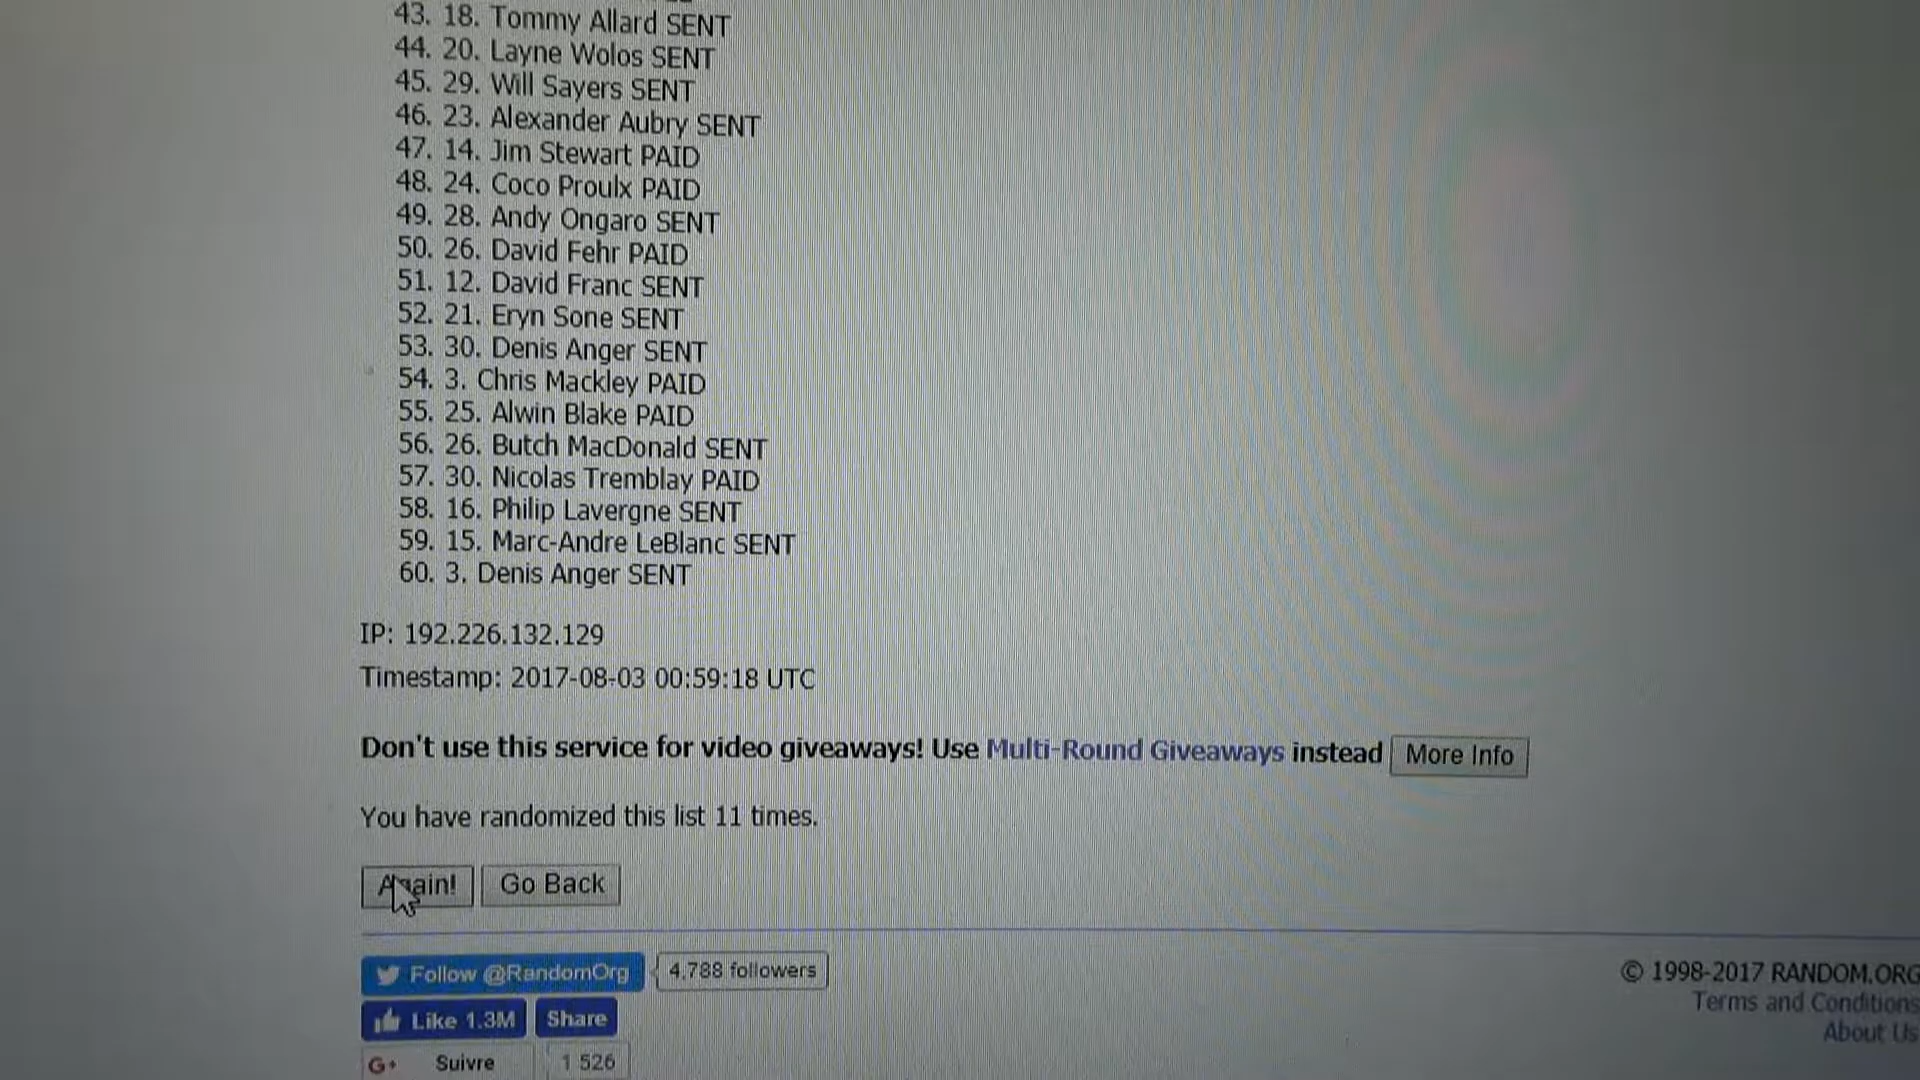 43. 18. Tommy Allard SENT
44. 20. Layne Wolos SENT
45. 29. Will Sayers SENT
46. 23. Alexander Aubry SENT
47. 14. Jim Stewart PAID
48. 24. Coco Proulx PAID
49. 28. Andy Ongaro SENT
50. 26. David Fehr PAID
51. 12. David Franc SENT
52. 21. Eryn Sone SENT
53. 30. Denis Anger SENT
54. 3. Chris Mackley PAID
55. 25. Alwin Blake PAID
56. 26. Butch MacDonald SENT
57. 30. Nicolas Tremblay PAID
58. 16. Philip Lavergne SENT
59. 15. Marc-Andre LeBlanc SENT
60. 3. Denis Anger SENT
IP: 192.226.132.129
Timestamp: 2017-08-03 00:59:18 UTC
Don't use this service for video giveaways! Use Multi-Round Giveaways instead More Info
You have randomized this list 11 times.
Again! Go Back
Follow @RandomOrg 4,788 followers
Like 1.3M Share
G+ Suivre 1 526
© 1998-2017 RANDOM.ORG
Terms and Conditions
About Us